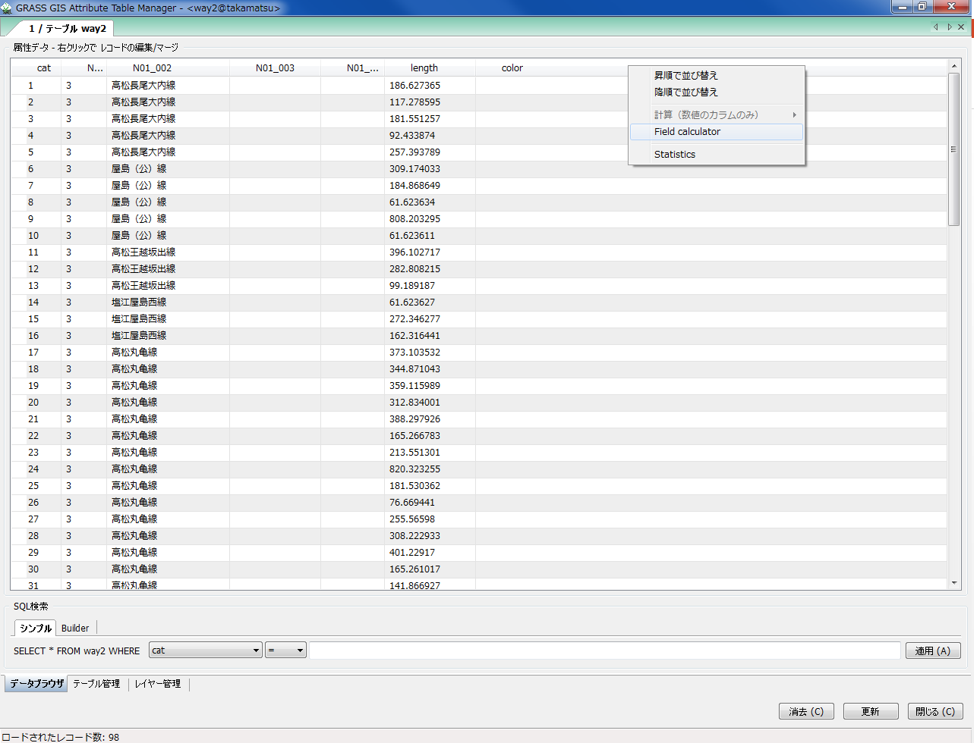 GRASS GIS Attribute Table Manager - <way2@takamatsu>
1 / テーブル way2
属性データ - 右クリックで レコードの編集/マージ
cat N... N01_002 N01_003 N01_... length color
1 3 高松長尾大内線 186.627365
2 3 高松長尾大内線 117.278595
3 3 高松長尾大内線 181.551257
4 3 高松長尾大内線 92.433874
5 3 高松長尾大内線 257.393789
6 3 屋島（公）線 309.174033
7 3 屋島（公）線 184.868649
8 3 屋島（公）線 61.623634
9 3 屋島（公）線 808.203295
10 3 屋島（公）線 61.623611
11 3 高松王越坂出線 396.102717
12 3 高松王越坂出線 282.808215
13 3 高松王越坂出線 99.189187
14 3 塩江屋島西線 61.623627
15 3 塩江屋島西線 272.346277
16 3 塩江屋島西線 162.316441
17 3 高松丸亀線 373.103532
18 3 高松丸亀線 344.871043
19 3 高松丸亀線 359.115989
20 3 高松丸亀線 312.834001
21 3 高松丸亀線 388.297926
22 3 高松丸亀線 165.266783
23 3 高松丸亀線 213.551301
24 3 高松丸亀線 820.323255
25 3 高松丸亀線 181.530362
26 3 高松丸亀線 76.669441
27 3 高松丸亀線 255.56598
28 3 高松丸亀線 308.222933
29 3 高松丸亀線 401.22917
30 3 高松丸亀線 165.261017
31 3 高松丸亀線 141.866927
昇順で並び替え
降順で並び替え
計算（数値のカラムのみ）
Field calculator
Statistics
SQL検索
シンプル Builder
SELECT * FROM way2 WHERE cat = 適用 (A)
データブラウザ テーブル管理 レイヤー管理
消去 (C) 更新 閉じる (C)
ロードされたレコード数: 98